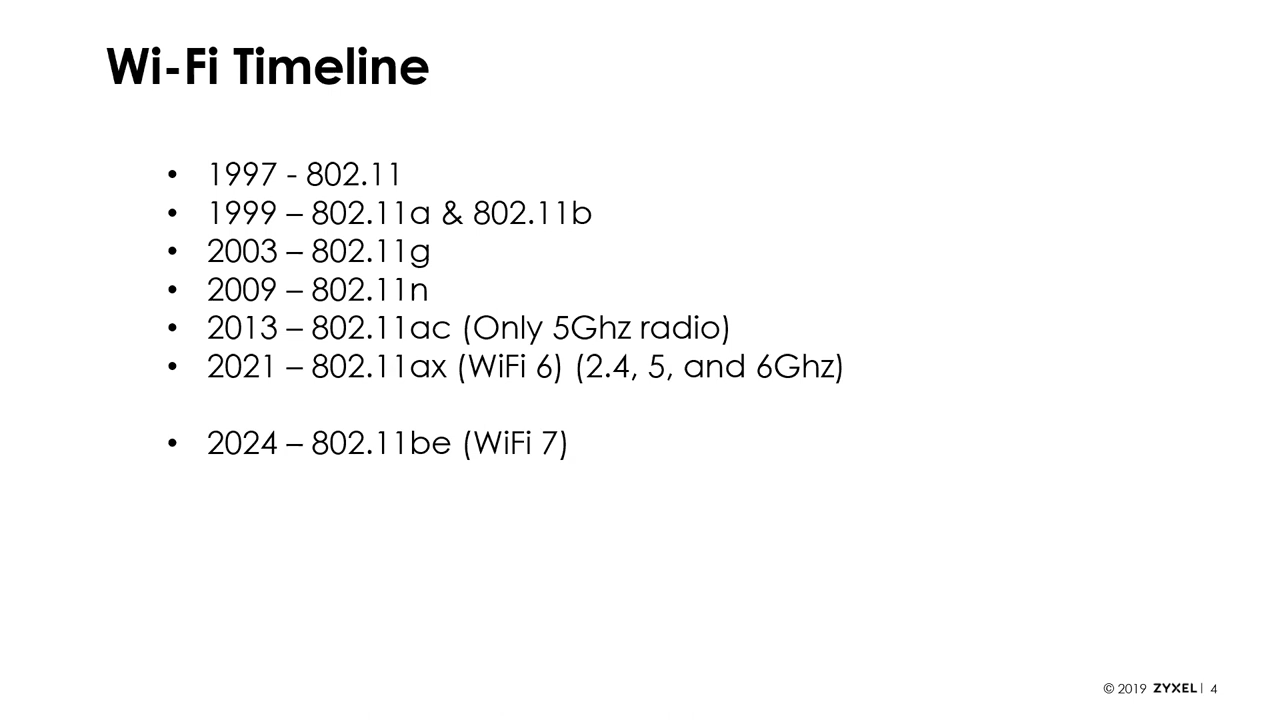 Wi-Fi Timeline
• 1997 - 802.11
• 1999 – 802.11a & 802.11b
• 2003 – 802.11g
• 2009 – 802.11n
• 2013 – 802.11ac (Only 5Ghz radio)
• 2021 – 802.11ax (WiFi 6) (2.4, 5, and 6Ghz)
• 2024 – 802.11be (WiFi 7)
© 2019 ZYXEL | 4